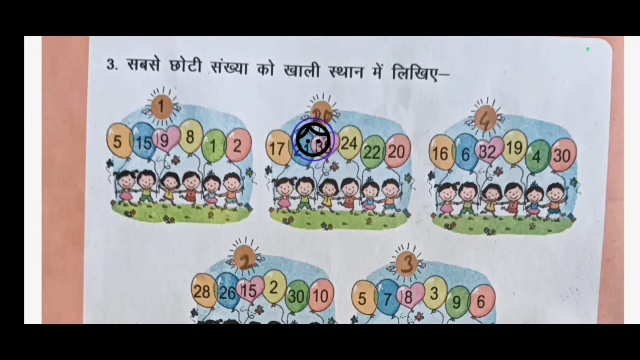 3. सबसे छोटी संख्या को खाली स्थान में लिखिए–
1
4
5 15 9 8 1 2
17 24 22 20
16 6 32 19 4 30
2
3
28 26 15 2 30 10
5 7 8 3 9 6